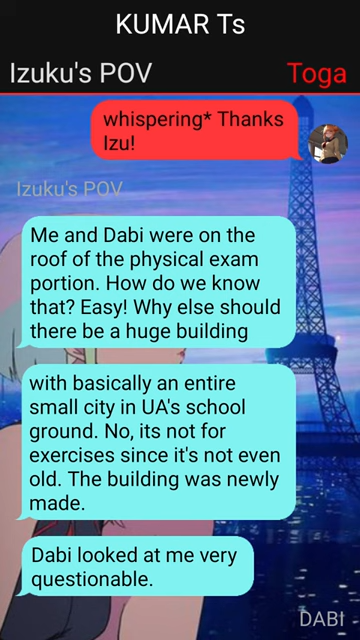 KUMAR Ts
Izuku's POV
Toga
whispering* Thanks
Izu!
Izuku's POV
Me and Dabi were on the
roof of the physical exam
portion. How do we know
that? Easy! Why else should
there be a huge building
with basically an entire
small city in UA's school
ground. No, its not for
exercises since it's not even
old. The building was newly
made.
Dabi looked at me very
questionable.
DABI